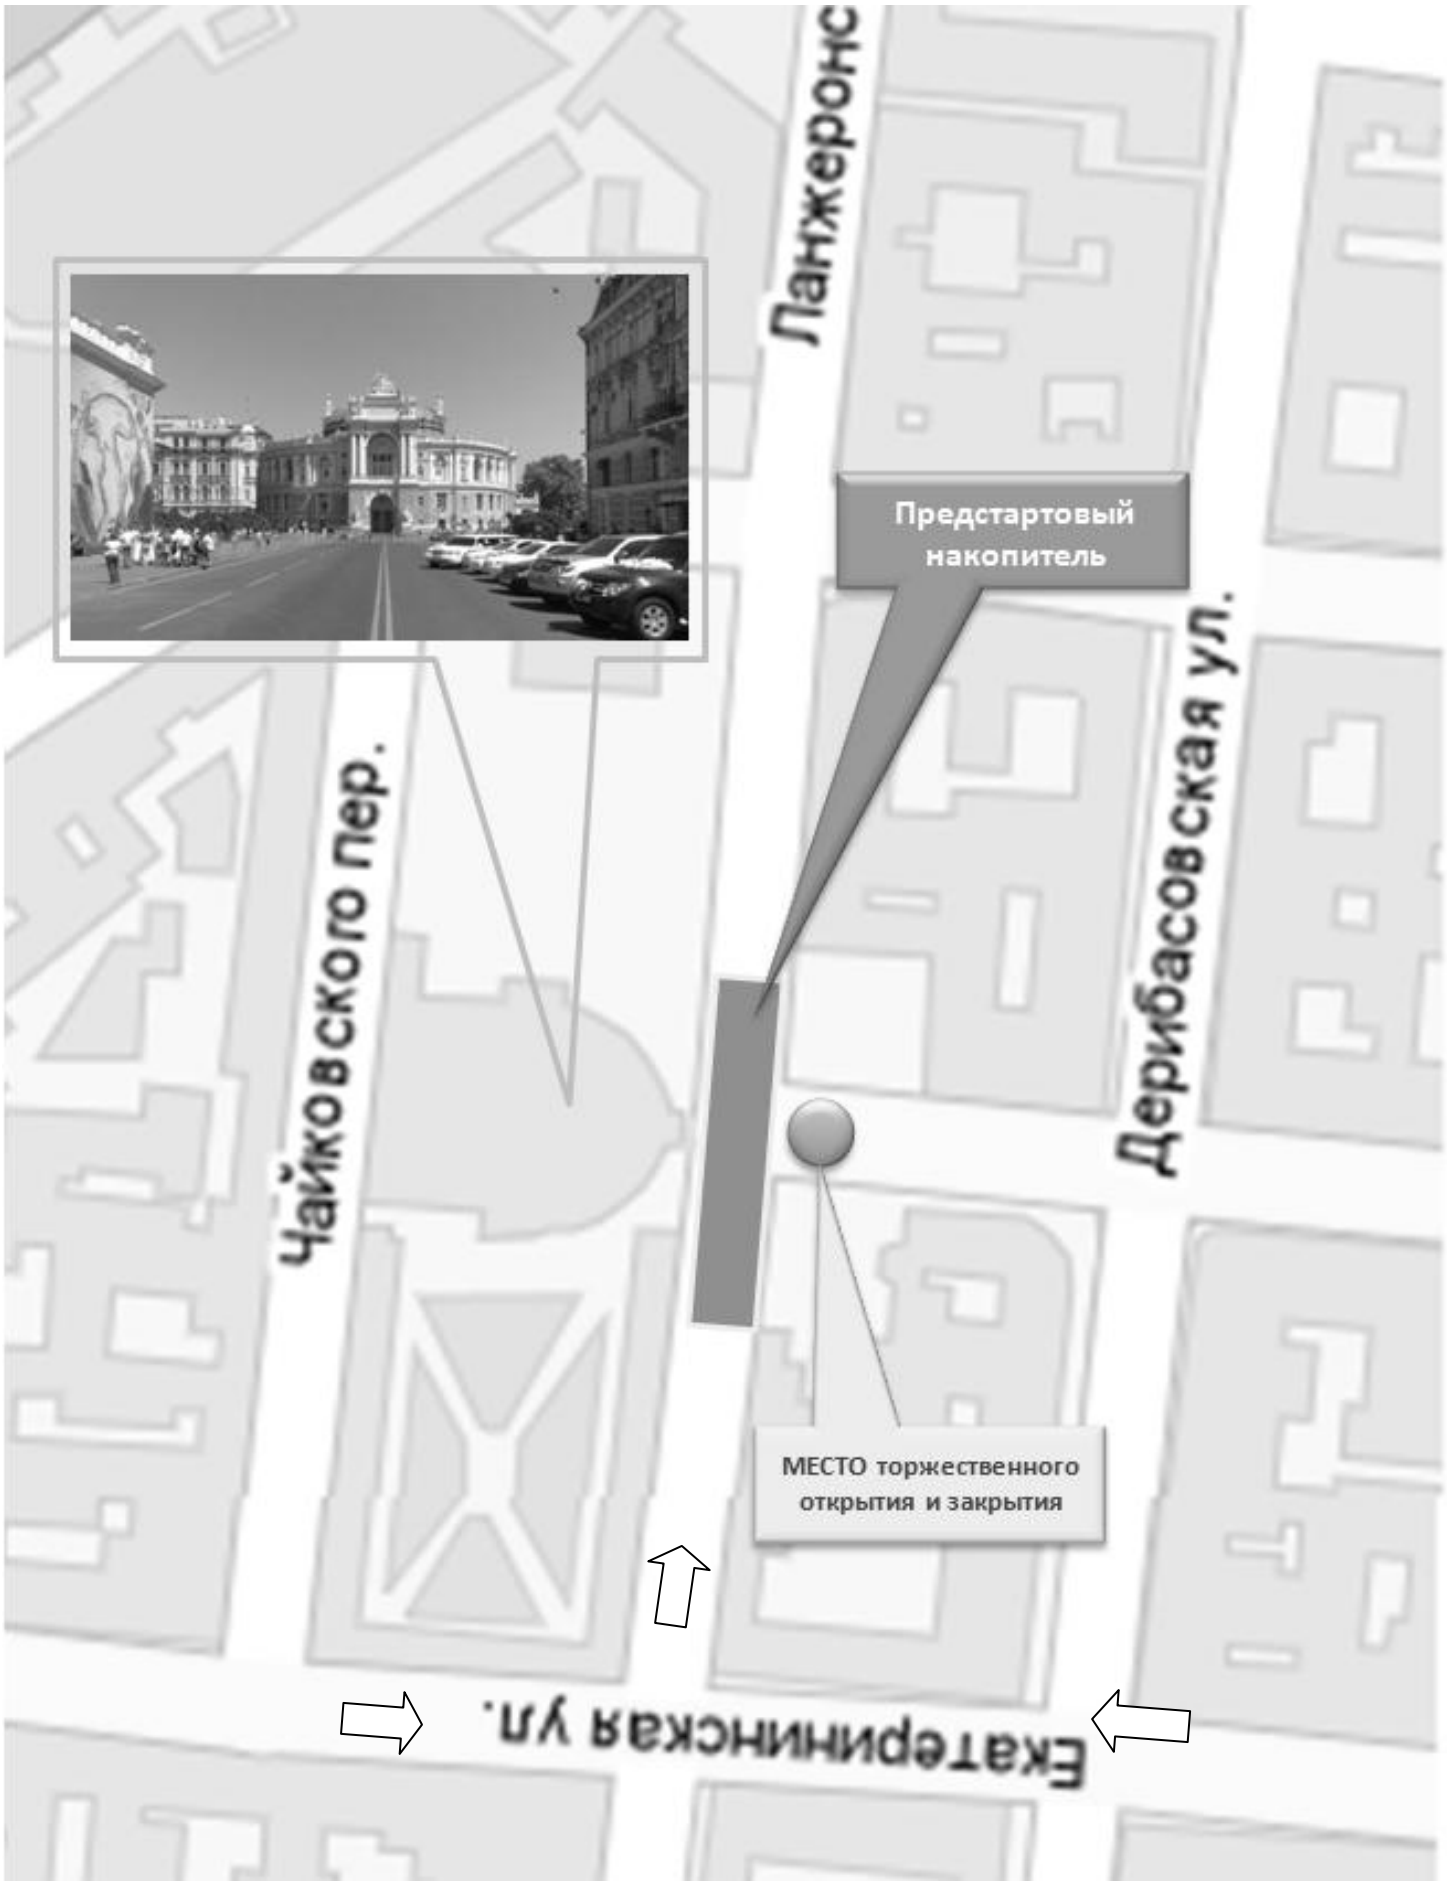 Ланжеронс
Предстартовый
накопитель
Дерибасовская ул.
Чайковского пер.
МЕСТО торжественного
открытия и закрытия
Екатерининская ул.